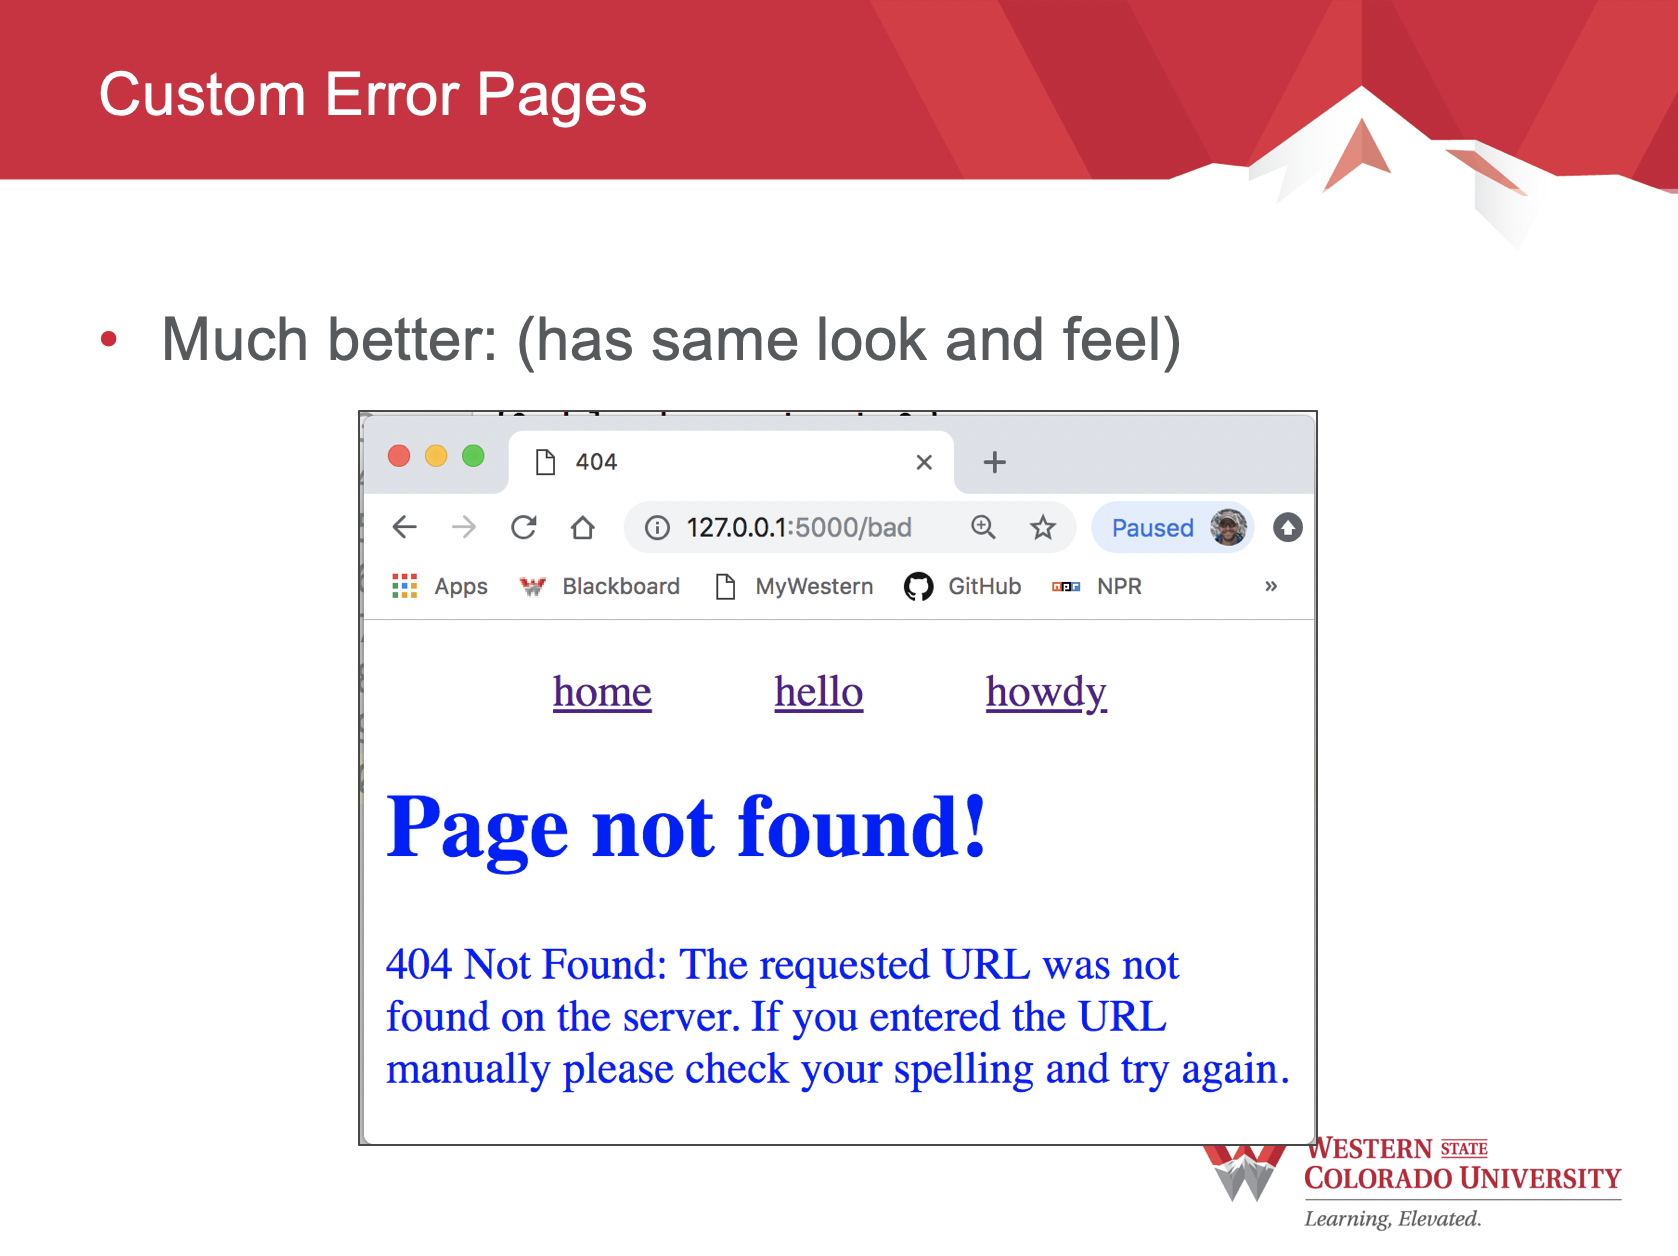 Custom Error Pages
• Much better: (has same look and feel)
404
127.0.0.1:5000/bad
Paused
Apps
Blackboard
MyWestern
GitHub
npr NPR
»
home hello howdy
Page not found!
404 Not Found: The requested URL was not
found on the server. If you entered the URL
manually please check your spelling and try again.
WESTERN STATE
COLORADO UNIVERSITY
Learning, Elevated.